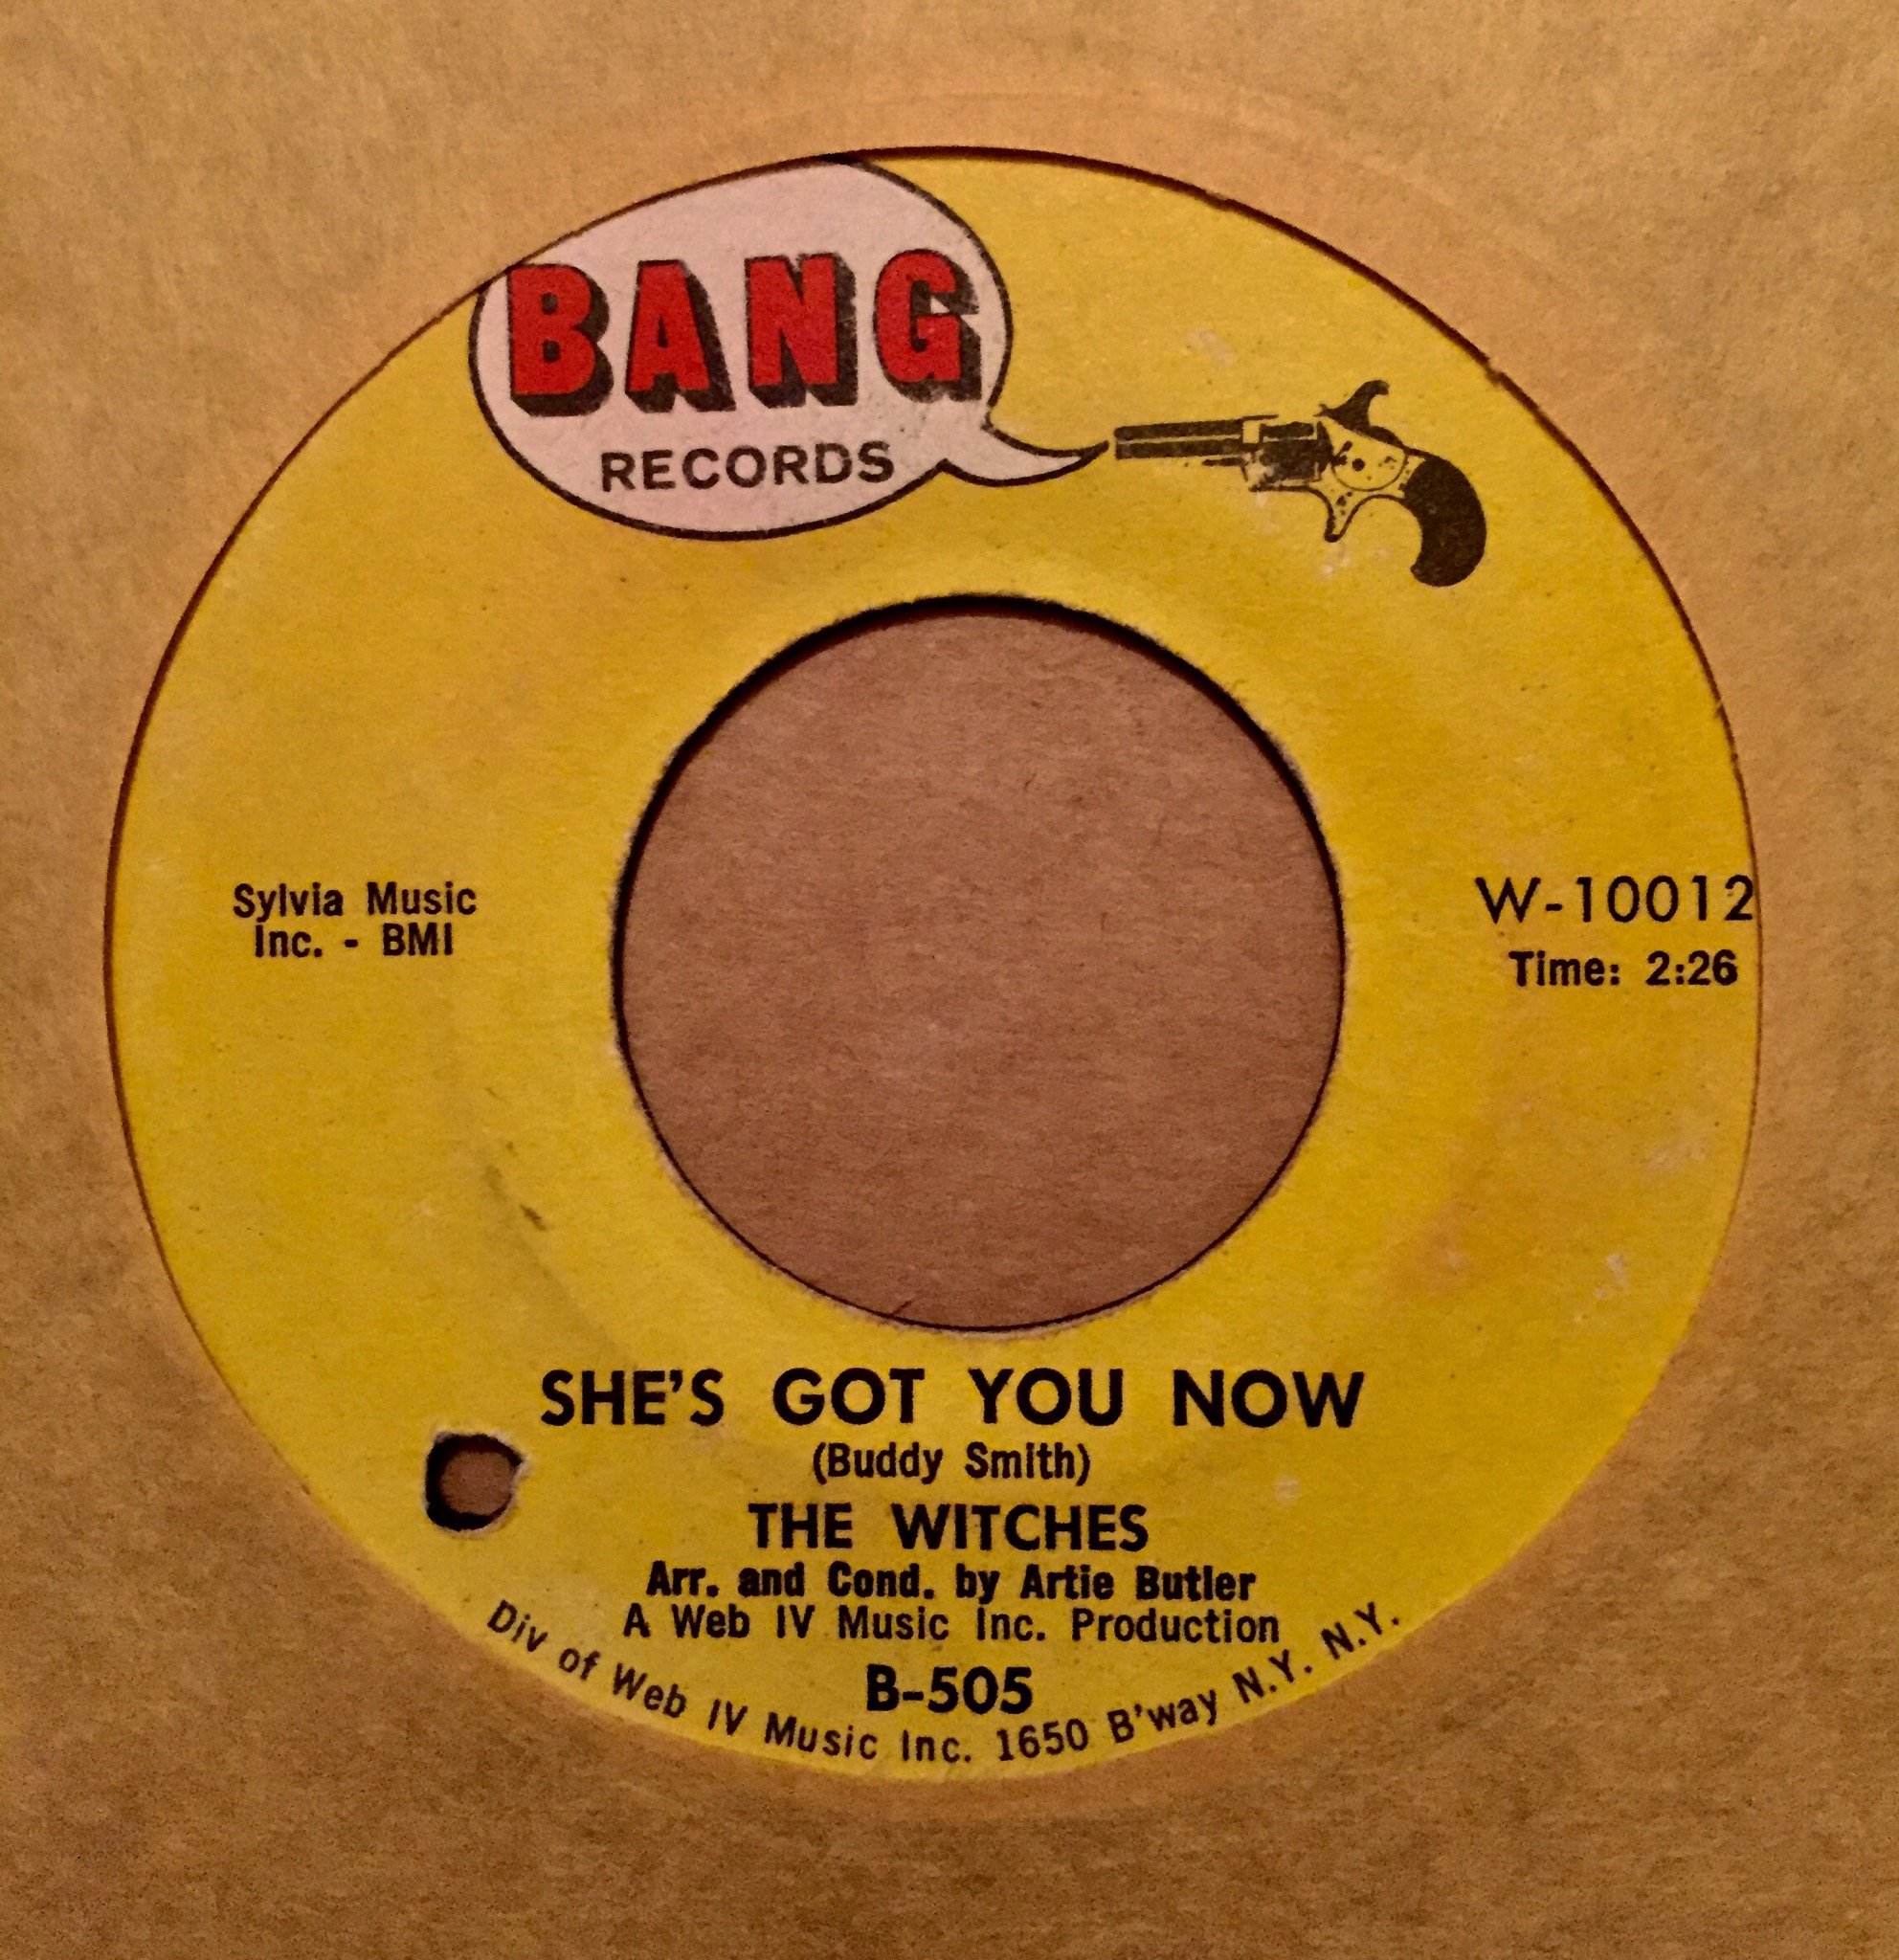 BANG
RECORDS
Sylvia Music
Inc. - BMI
W-10012
Time: 2:26
SHE'S GOT YOU NOW
(Buddy Smith)
THE WITCHES
Arr. and Cond. by Artie Butler
A Web IV Music Inc. Production
B-505
Div of Web IV Music Inc. 1650 B'way N.Y. N.Y.